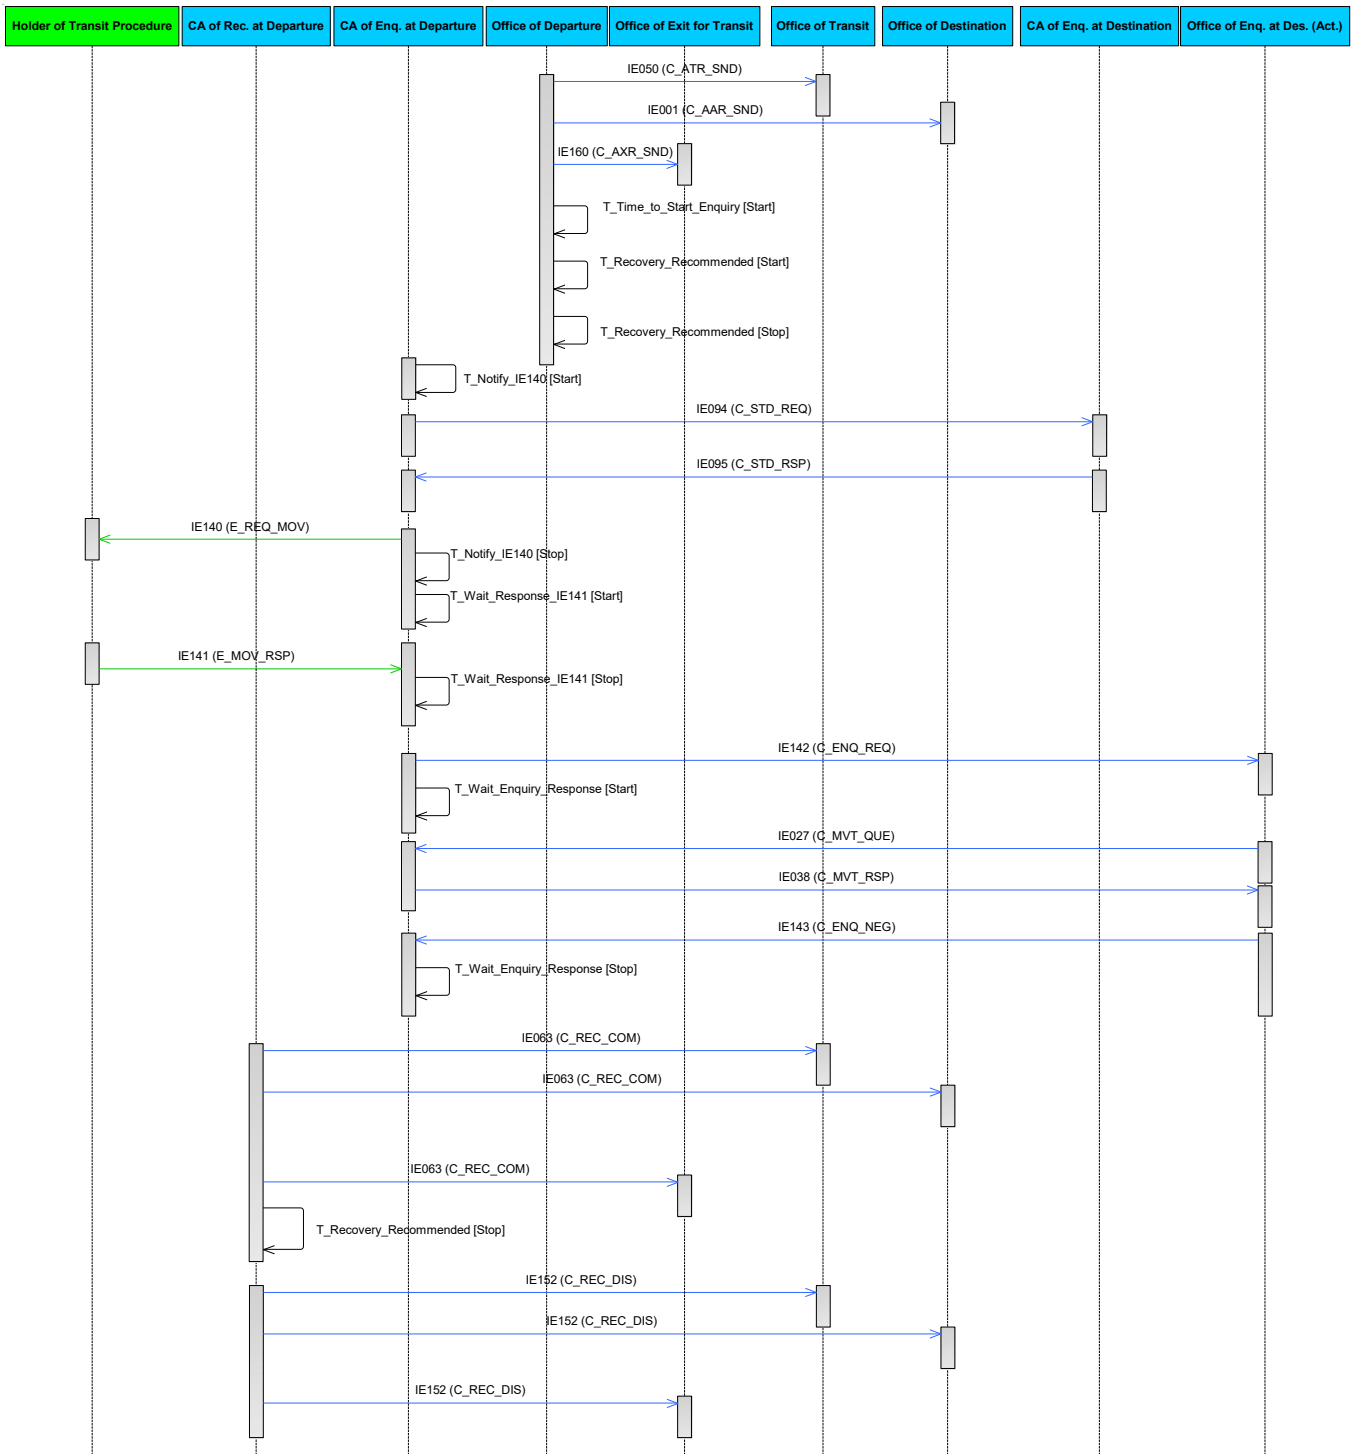 Holder of Transit Procedure
CA of Rec. at Departure
CA of Enq. at Departure
Office of Departure
Office of Exit for Transit
Office of Transit
Office of Destination
CA of Enq. at Destination
Office of Enq. at Des. (Act.)
IE050 (C_ATR_SND)
IE001 (C_AAR_SND)
IE160 (C_AXR_SND)
T_Time_to_Start_Enquiry [Start]
T_Recovery_Recommended [Start]
T_Recovery_Recommended [Stop]
T_Notify_IE140 [Start]
IE094 (C_STD_REQ)
IE095 (C_STD_RSP)
IE140 (E_REQ_MOV)
T_Notify_IE140 [Stop]
T_Wait_Response_IE141 [Start]
IE141 (E_MOV_RSP)
T_Wait_Response_IE141 [Stop]
IE142 (C_ENQ_REQ)
T_Wait_Enquiry_Response [Start]
IE027 (C_MVT_QUE)
IE038 (C_MVT_RSP)
IE143 (C_ENQ_NEG)
T_Wait_Enquiry_Response [Stop]
IE063 (C_REC_COM)
IE063 (C_REC_COM)
IE063 (C_REC_COM)
T_Recovery_Recommended [Stop]
IE152 (C_REC_DIS)
IE152 (C_REC_DIS)
IE152 (C_REC_DIS)